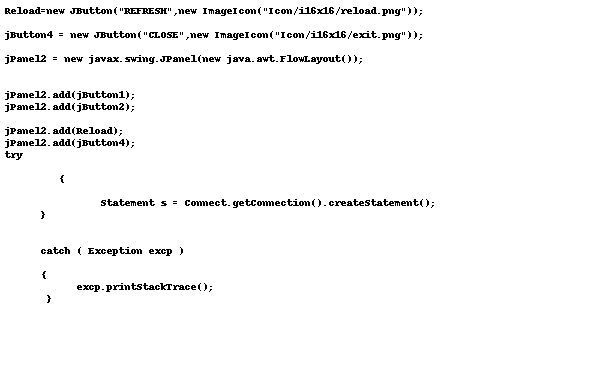 Reload=new JButton("REFRESH",new ImageIcon("Icon/i16x16/reload.png"));
jButton4 = new JButton("CLOSE",new ImageIcon("Icon/i16x16/exit.png"));
jPanel2 = new javax.swing.JPanel(new java.awt.FlowLayout());
jPanel2.add(jButton1);
jPanel2.add(jButton2);
jPanel2.add(Reload);
jPanel2.add(jButton4);
try
{
Statement s = Connect.getConnection().createStatement();
}
catch ( Exception excp )
{
excp.printStackTrace();
}